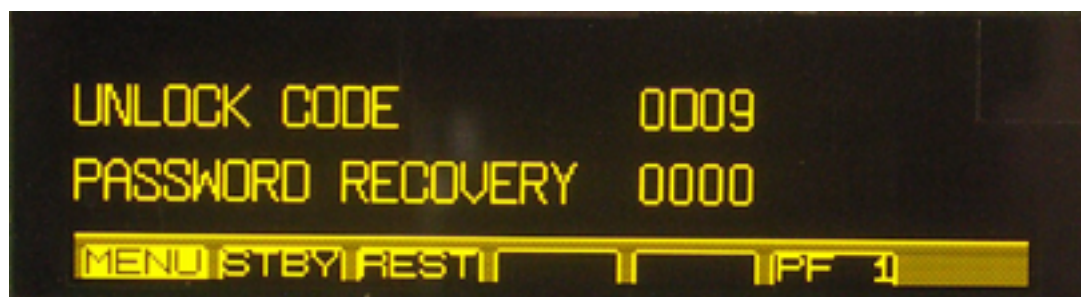 UNLOCK CODE 0D09
PASSWORD RECOVERY 0000
MENU STBY REST PF 1